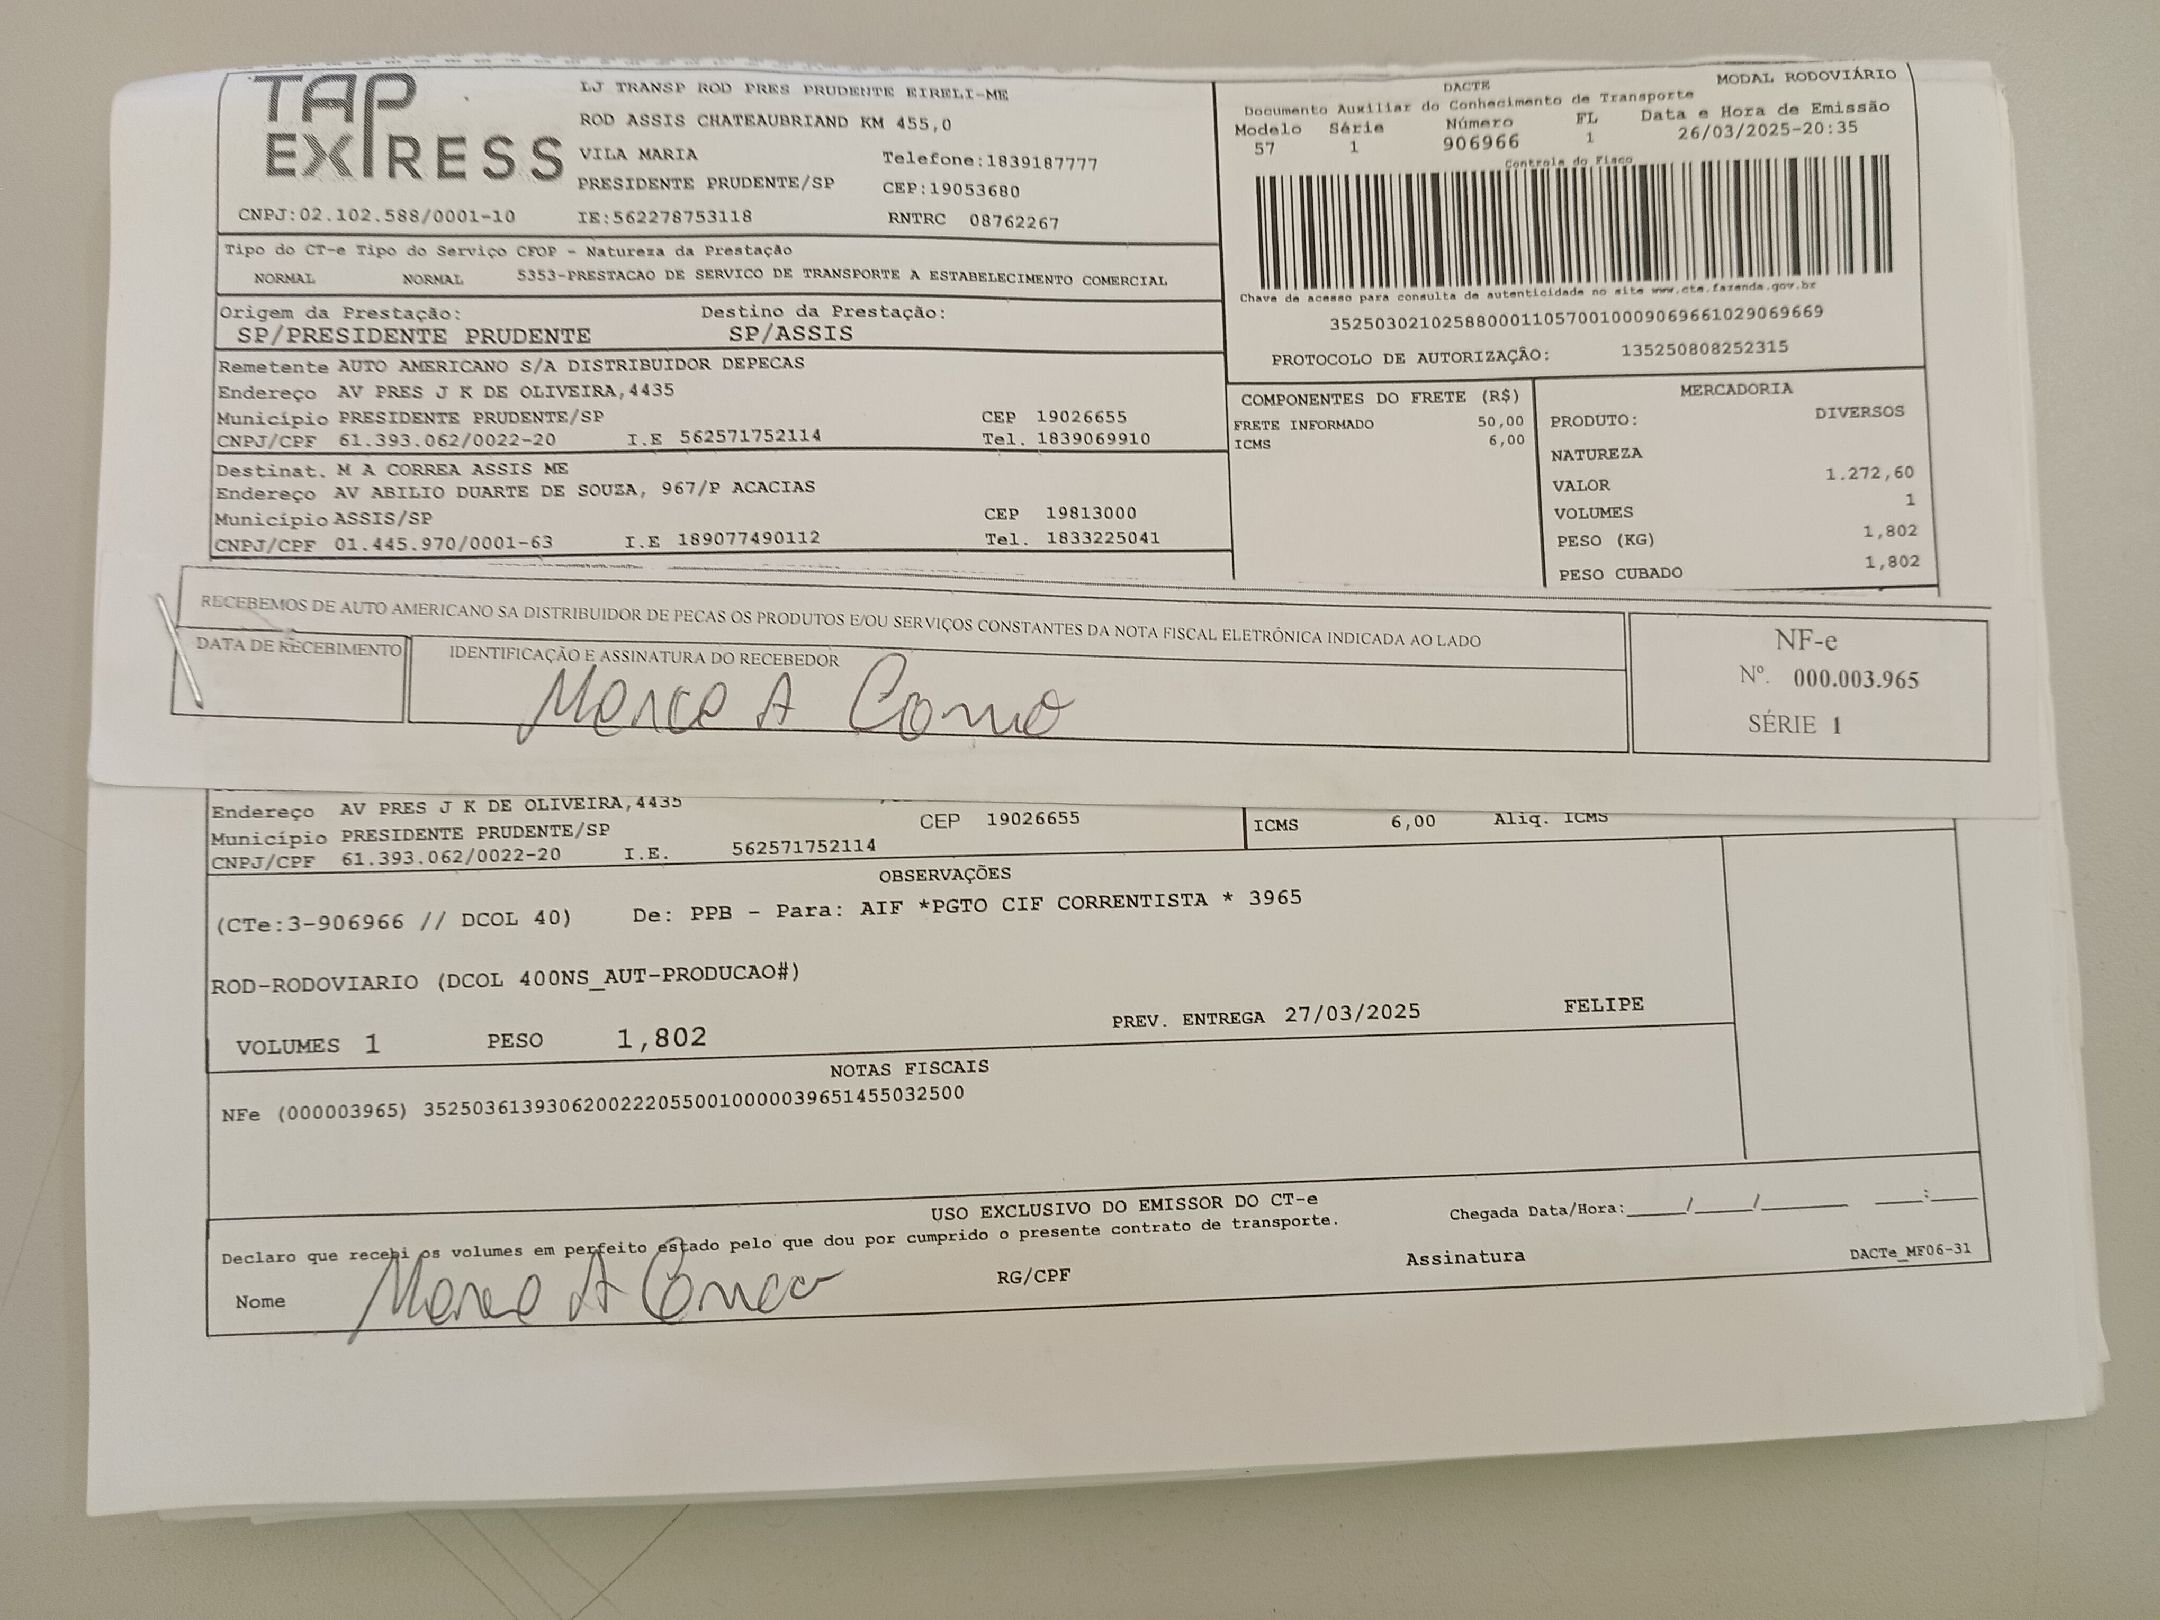 TAP EXPRESS
LJ TRANSP ROD PRES PRUDENTE EIRELI-ME
ROD ASSIS CHATEAUBRIAND KM 455,0
VILA MARIA Telefone:1839187777
PRESIDENTE PRUDENTE/SP CEP:19053680
CNPJ:02.102.588/0001-10 IE:562278753118 RNTRC 08762267
DACTE MODAL RODOVIÁRIO
Documento Auxiliar do Conhecimento de Transporte
Modelo Série Número FL Data e Hora de Emissão
57 1 906966 1 26/03/2025-20:35
Controle do Fisco
Chave de acesso para consulta de autenticidade no site www.cte.fazenda.gov.br
35250302102588000110570010009069661029069669
PROTOCOLO DE AUTORIZAÇÃO: 135250808252315
Tipo do CT-e Tipo do Serviço CFOP - Natureza da Prestação
NORMAL NORMAL 5353-PRESTACAO DE SERVICO DE TRANSPORTE A ESTABELECIMENTO COMERCIAL
Origem da Prestação: Destino da Prestação:
SP/PRESIDENTE PRUDENTE SP/ASSIS
Remetente AUTO AMERICANO S/A DISTRIBUIDOR DEPECAS
Endereço AV PRES J K DE OLIVEIRA,4435
Município PRESIDENTE PRUDENTE/SP CEP 19026655
CNPJ/CPF 61.393.062/0022-20 I.E 562571752114 Tel. 1839069910
Destinat. M A CORREA ASSIS ME
Endereço AV ABILIO DUARTE DE SOUZA, 967/P ACACIAS
Município ASSIS/SP CEP 19813000
CNPJ/CPF 01.445.970/0001-63 I.E 189077490112 Tel. 1833225041
COMPONENTES DO FRETE (R$)
FRETE INFORMADO 50,00
ICMS 6,00
MERCADORIA
PRODUTO: DIVERSOS
NATUREZA
VALOR 1.272,60
VOLUMES 1
PESO (KG) 1,802
PESO CUBADO 1,802
RECEBEMOS DE AUTO AMERICANO SA DISTRIBUIDOR DE PECAS OS PRODUTOS E/OU SERVIÇOS CONSTANTES DA NOTA FISCAL ELETRÔNICA INDICADA AO LADO
DATA DE RECEBIMENTO IDENTIFICAÇÃO E ASSINATURA DO RECEBEDOR
NF-e
Nº. 000.003.965
SÉRIE 1
Endereço AV PRES J K DE OLIVEIRA,4435
Município PRESIDENTE PRUDENTE/SP CEP 19026655
CNPJ/CPF 61.393.062/0022-20 I.E. 562571752114
ICMS 6,00 Aliq. ICMS
OBSERVAÇÕES
(CTe:3-906966 // DCOL 40) De: PPB - Para: AIF *PGTO CIF CORRENTISTA * 3965
ROD-RODOVIARIO (DCOL 400NS_AUT-PRODUCAO#)
VOLUMES 1 PESO 1,802 PREV. ENTREGA 27/03/2025 FELIPE
NOTAS FISCAIS
NFe (000003965) 35250361393062002220550010000039651455032500
USO EXCLUSIVO DO EMISSOR DO CT-e
Declaro que recebi os volumes em perfeito estado pelo que dou por cumprido o presente contrato de transporte.
Chegada Data/Hora:_____/_____/_______ ____:____
Nome RG/CPF Assinatura DACTe_MF06-31